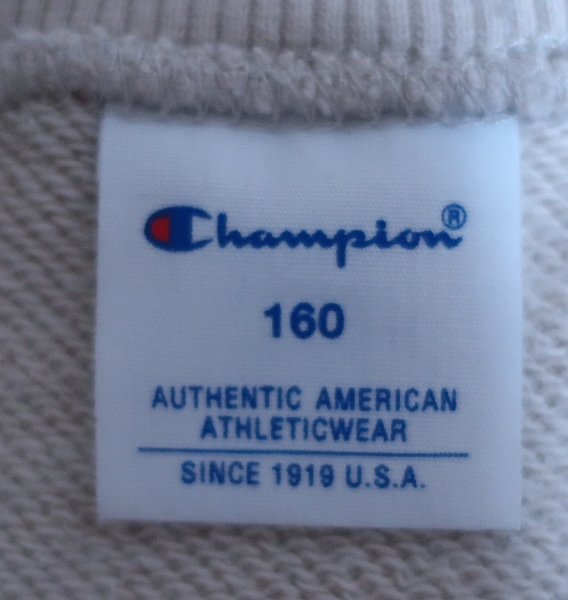 Champion®
160
AUTHENTIC AMERICAN
ATHLETICWEAR
SINCE 1919 U.S.A.